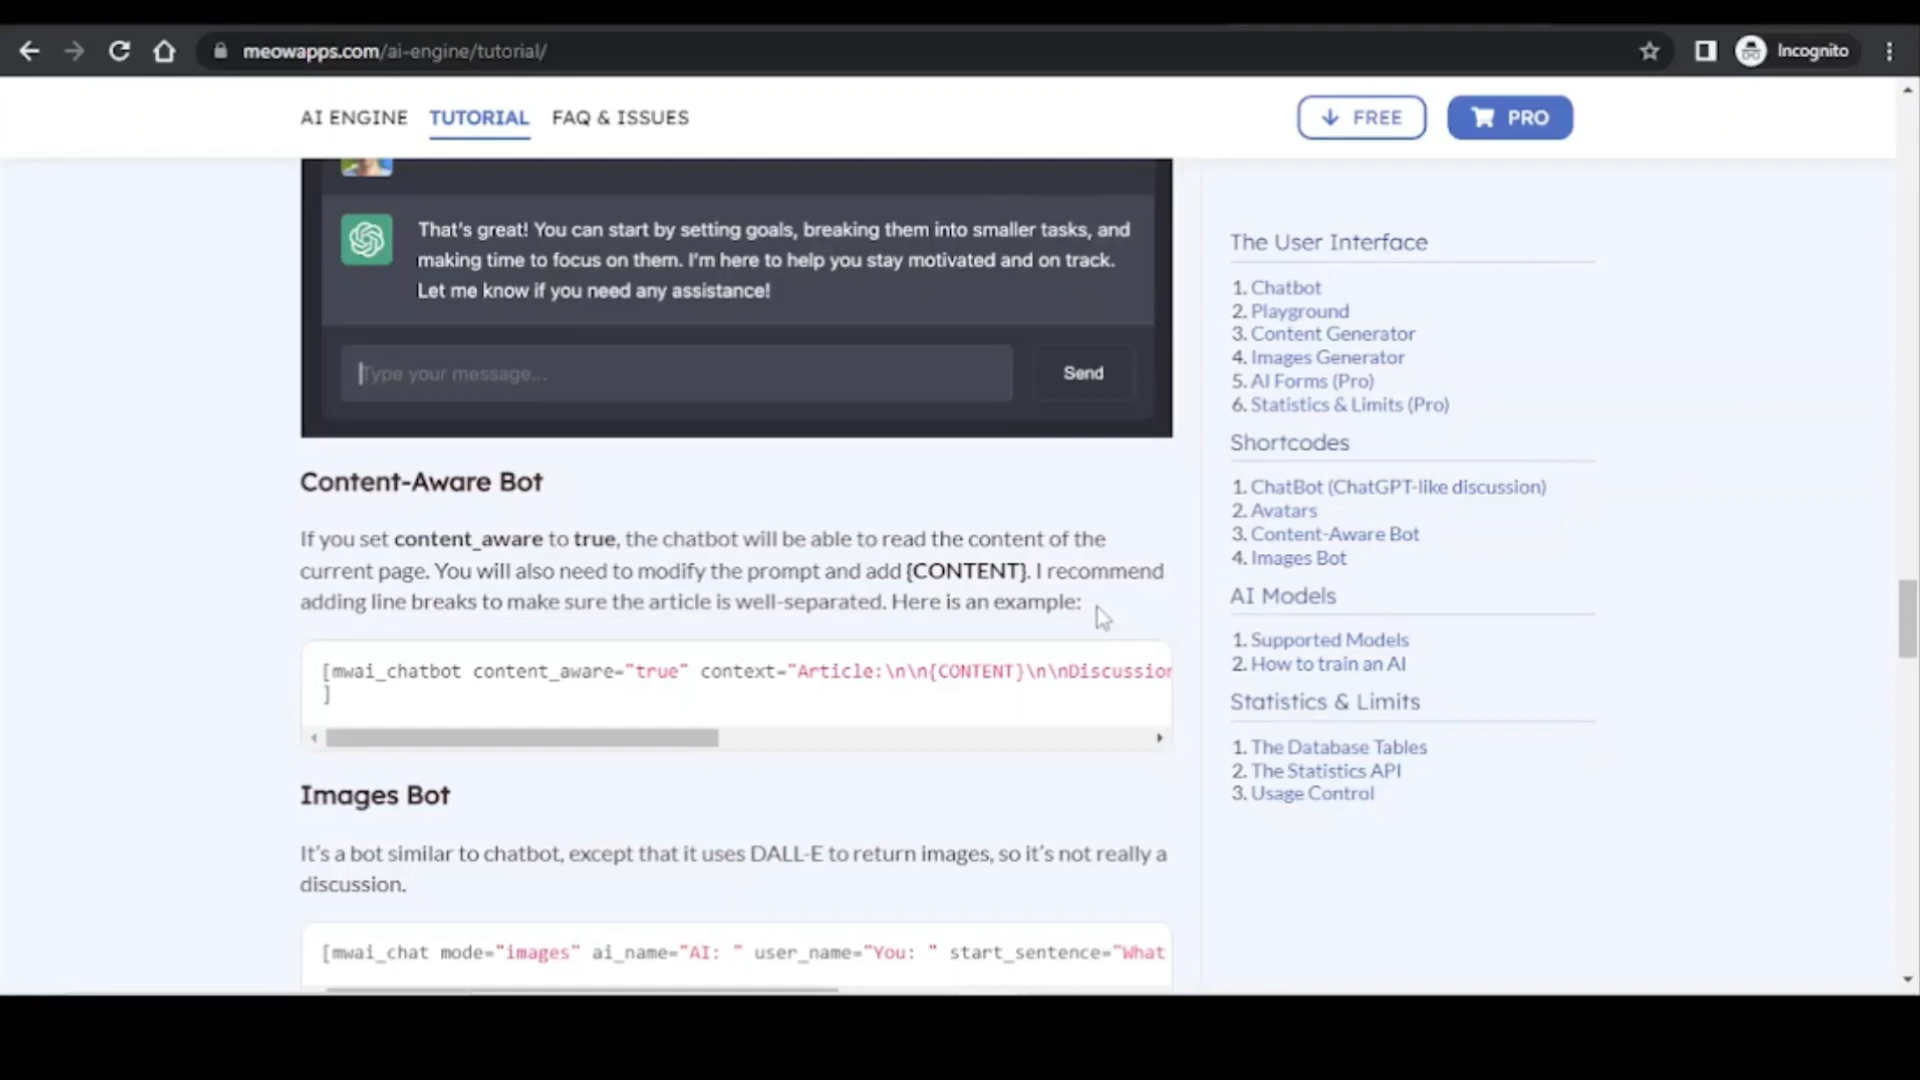 meowapps.com/ai-engine/tutorial/
Incognito
AI ENGINE TUTORIAL FAQ & ISSUES
FREE
PRO
That's great! You can start by setting goals, breaking them into smaller tasks, and
making time to focus on them. I'm here to help you stay motivated and on track.
Let me know if you need any assistance!
Type your message...
Send
Content-Aware Bot
If you set content_aware to true, the chatbot will be able to read the content of the
current page. You will also need to modify the prompt and add {CONTENT}. I recommend
adding line breaks to make sure the article is well-separated. Here is an example:
[mwai_chatbot content_aware="true" context="Article:\n\n{CONTENT}\n\nDiscussion
]
Images Bot
It's a bot similar to chatbot, except that it uses DALL-E to return images, so it's not really a
discussion.
[mwai_chat mode="images" ai_name="AI: " user_name="You: " start_sentence="What
The User Interface
1. Chatbot
2. Playground
3. Content Generator
4. Images Generator
5. AI Forms (Pro)
6. Statistics & Limits (Pro)
Shortcodes
1. ChatBot (ChatGPT-like discussion)
2. Avatars
3. Content-Aware Bot
4. Images Bot
AI Models
1. Supported Models
2. How to train an AI
Statistics & Limits
1. The Database Tables
2. The Statistics API
3. Usage Control